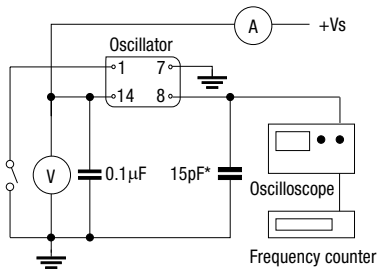 A
+Vs
Oscillator
1 7
14 8
V
0.1μF
15pF*
Oscilloscope
Frequency counter